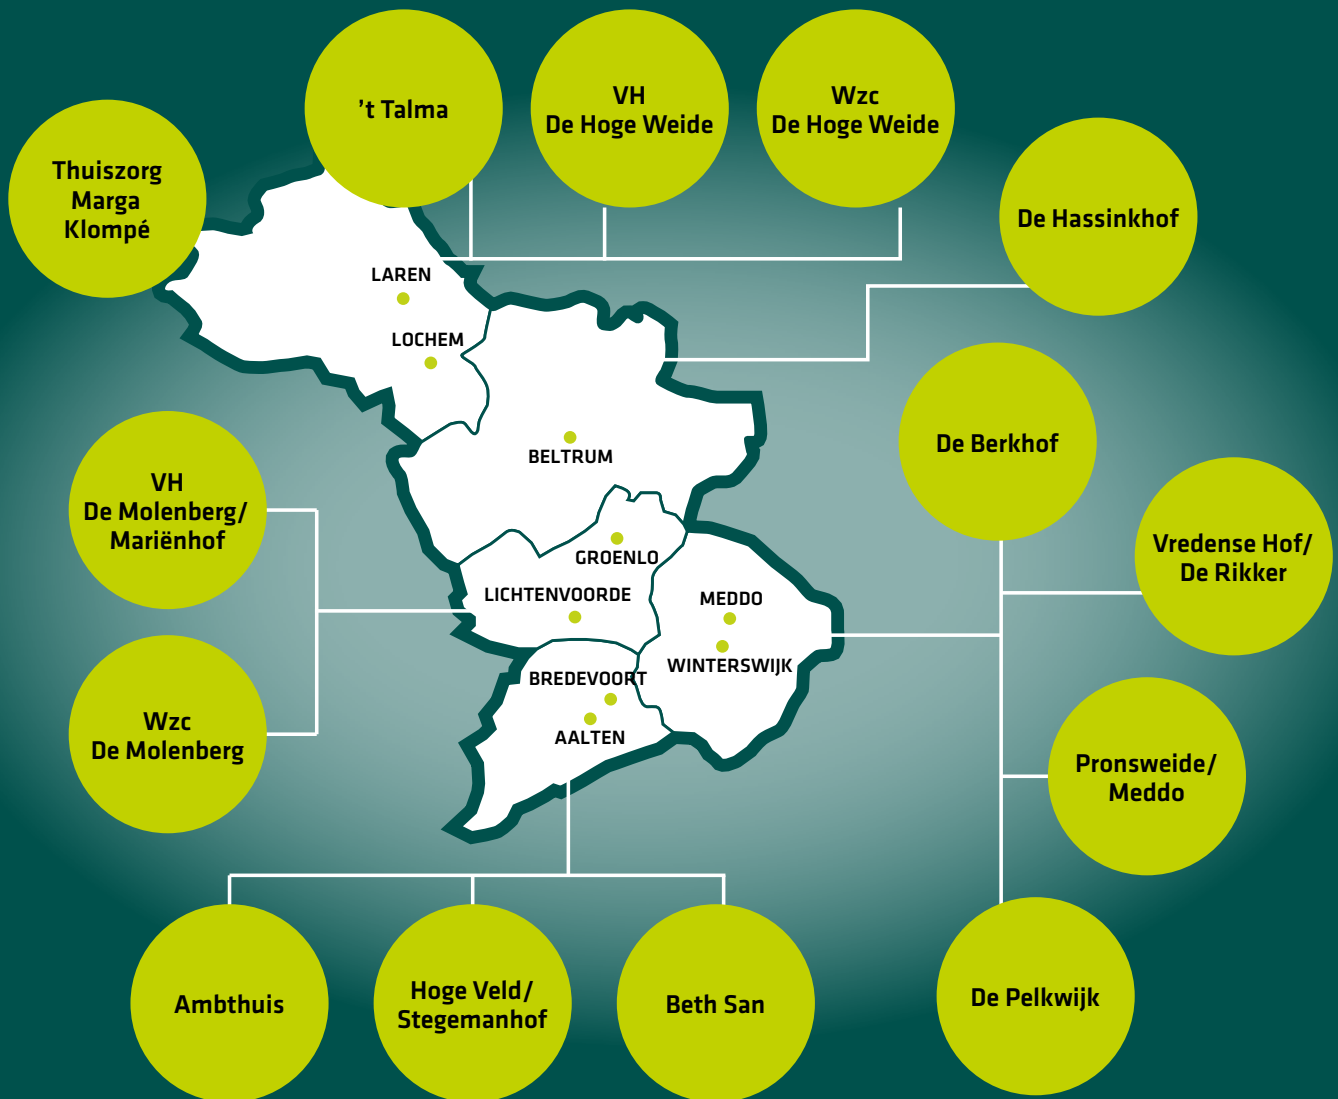 ’t Talma
VH
De Hoge Weide
Wzc
De Hoge Weide
Thuiszorg
Marga
Klompé
De Hassinkhof
LAREN
LOCHEM
BELTRUM
De Berkhof
VH
De Molenberg/
Mariënhof
GROENLO
Vredense Hof/
De Rikker
LICHTENVOORDE
MEDDO
WINTERSWIJK
BREDEVOORT
AALTEN
Wzc
De Molenberg
Pronsweide/
Meddo
Ambthuis
Hoge Veld/
Stegemanhof
Beth San
De Pelkwijk